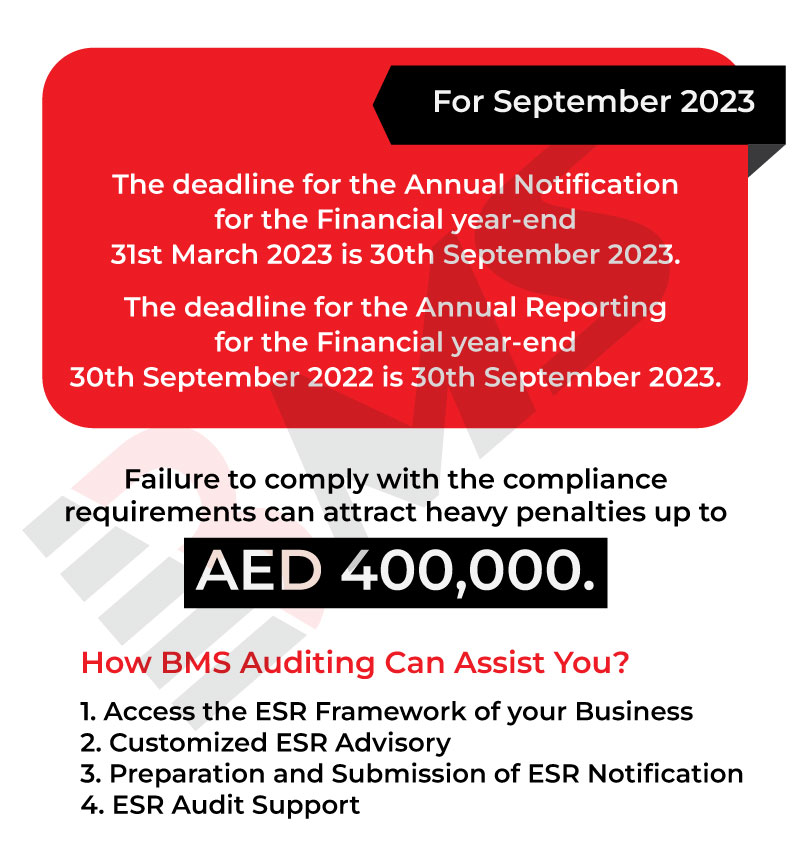 For September 2023
The deadline for the Annual Notification
for the Financial year-end
31st March 2023 is 30th September 2023.
The deadline for the Annual Reporting
for the Financial year-end
30th September 2022 is 30th September 2023.
Failure to comply with the compliance
requirements can attract heavy penalties up to
AED 400,000.
How BMS Auditing Can Assist You?
1. Access the ESR Framework of your Business
2. Customized ESR Advisory
3. Preparation and Submission of ESR Notification
4. ESR Audit Support
BMS